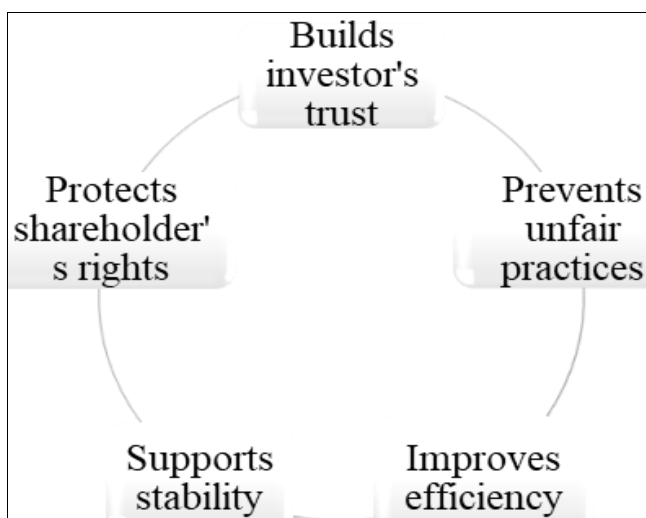 Builds
investor's
trust
Prevents
unfair
practices
Improves
efficiency
Supports
stability
Protects
shareholder'
s rights